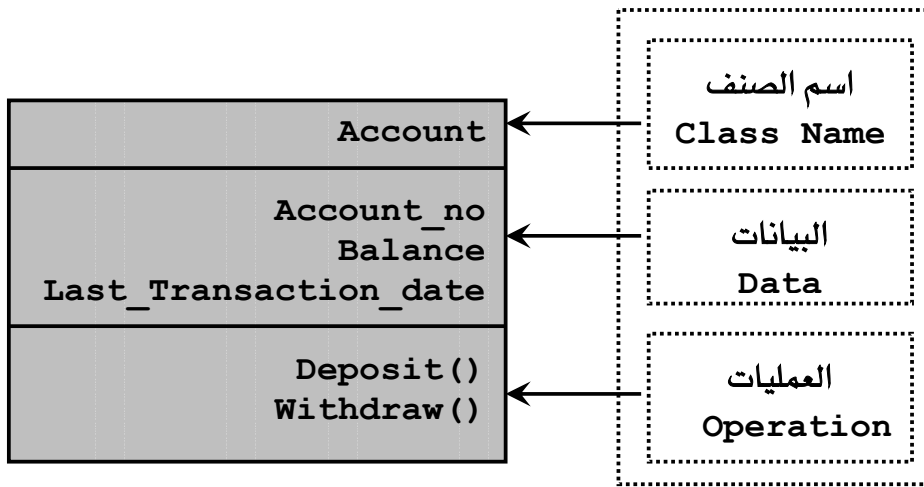 اسم الصنف
Class Name
Account
البيانات
Data
Account_no
Balance
Last_Transaction_date
العمليات
Operation
Deposit()
Withdraw()